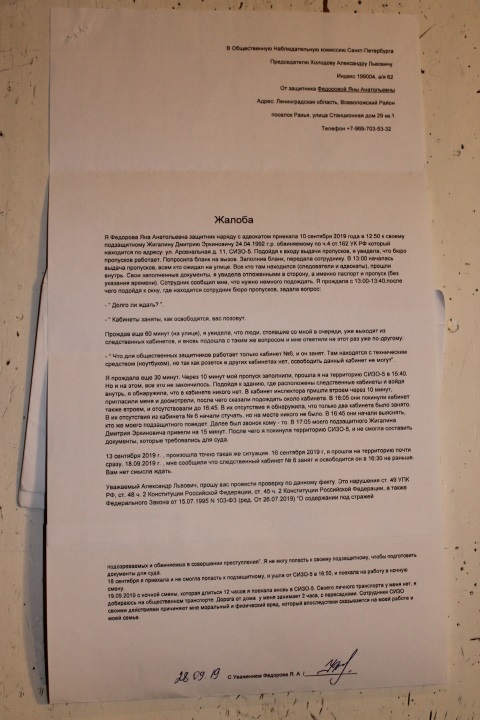 В Общественную Наблюдательную комиссию Санкт-Петербурга
Председателю Холодову Александру Львовичу
Индекс 199004, а/я 62
От защитника Федоровой Яны Анатольевны
Адрес: Ленинградская область, Всеволожский Район
поселок Рахья, улица Станционная дом 29 кв.1
Телефон +7-969-703-53-32
Жалоба
Я Федорова Яна Анатольевна защитник наряду с адвокатом приехала 10 сентября 2019 года в 12:50 к своему
подзащитному Жигалину Дмитрию Эркиновичу 24.04.1992 г.р. обвиняемому по ч.4 ст.162 УК РФ который
находится по адресу: ул. Арсенальная д. 11, СИЗО-5. Подойдя к входу выдачи пропусков, я увидела, что бюро
пропусков работает. Попросила бланк на вызов. Заполнив бланк, передала сотруднику. В 13:00 началась
выдача пропусков, всем кто ожидал на улице. Все кто там находился (следователи и адвокаты), прошли
внутрь. Свои заполненные документы, я увидела отложенными в сторону, а именно паспорт и пропуск (без
указания времени). Сотрудник сообщил мне, что нужно немного подождать. Я прождала с 13:00-13:40,после
чего подойдя к окну, где находится сотрудник бюро пропусков, задала вопрос:
- " Долго ли ждать? ".
- " Кабинеты заняты, как освободятся, вас позовут.
Прождав еще 60 минут (на улице), я увидела, что люди, стоявшие со мной в очереди, уже выходят из
следственных кабинетов, и вновь подошла с таким же вопросом и мне ответили на этот раз уже по-другому:
- " Что для общественных защитников работает только кабинет №6, и он занят. Там находятся с техническим
средством (ноутбуком), но так как розеток в других кабинетах нет, освободить данный кабинет не могут".
Я прождала еще 30 минут. Через 10 минут мой пропуск заполнили, прошла я на территорию СИЗО-5 в 15:40.
Но и на этом, все это не закончилось. Подойдя к зданию, где расположены следственные кабинеты и войдя
внутрь, я обнаружила, что в кабинете никого нет. В кабинет инспектора пришли втроем через 10 минут,
пригласили меня и досмотрели, после чего сказали подождать около кабинета. В 16:05 они покинули кабинет
также втроем, и отсутствовали до 16:45. В их отсутствие я обнаружила, что только два кабинета было занято.
В их отсутствие из кабинета № 6 начали стучать, но на месте никого не было. В 16:45 они начали выяснять,
кто же моего подзащитного поведет. Далее был звонок кому - то. В 17:05 моего подзащитного Жигалина
Дмитрия Эркиновича привели на 15 минут. После чего я покинула территорию СИЗО-5, и не смогла составить
документы, которые требовались для суда.
13 сентября 2019 г. , произошла точно такая же ситуация. 16 сентября 2019 г, я прошла на территорию почти
сразу. 18.09.2019 г. , мне сообщили что следственный кабинет № 6 занят и освободится он в 16:30 не раньше.
Вам нет смысла ждать.
Уважаемый Александр Львович, прошу вас провести проверку по данному факту. Это нарушения ст. 49 УПК
РФ, ст. 48 ч. 2 Конституции Российской Федерации, ст. 45 ч. 2 Конституции Российской Федерации, а также
Федерального Закона от 15.07.1995 N 103-ФЗ (ред. От 26.07.2019) "О содержании под стражей
подозреваемых и обвиняемых в совершении преступления". Я не могу попасть к своему подзащитному, чтобы подготовить
документы для суда.
18 сентября я приехала и не смогла попасть к подзащитному, и ушла от СИЗО-5 в 16:50, и поехала на работу в ночную
смену.
19.09.2019 с ночной смены, которая длиться 12 часов я поехала вновь в СИЗО-5. Своего личного транспорта у меня нет, я
добираюсь на общественном транспорте. Дорога от дома у меня занимает 2 часа, с пересадками. Сотрудник СИЗО
своими действиями причиняют мне моральный и физический вред, который впоследствии сказывается на моей работе и
моей семье.
28.09.19 С Уважением Федорова Я. А. /